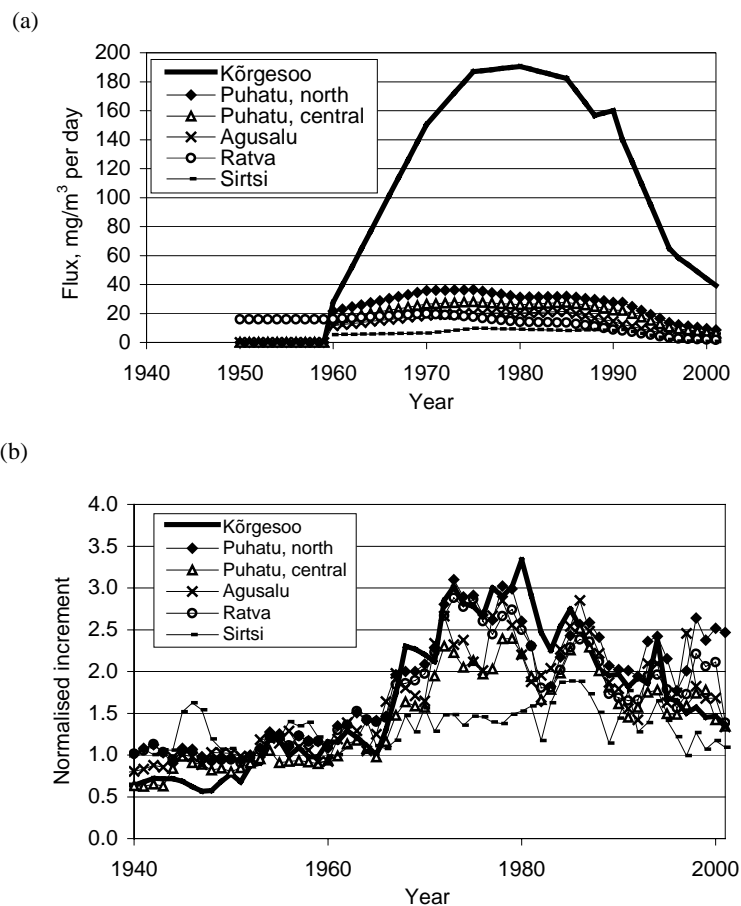 (a)
200
180
160
140
120
100
80
60
40
20
0
Flux, mg/m³ per day
Kõrgesoo
Puhatu, north
Puhatu, central
Agusalu
Ratva
Sirtsi
1940 1950 1960 1970 1980 1990 2000
Year
(b)
4.0
3.5
3.0
2.5
2.0
1.5
1.0
0.5
0.0
Normalised increment
Kõrgesoo
Puhatu, north
Puhatu, central
Agusalu
Ratva
Sirtsi
1940 1960 1980 2000
Year